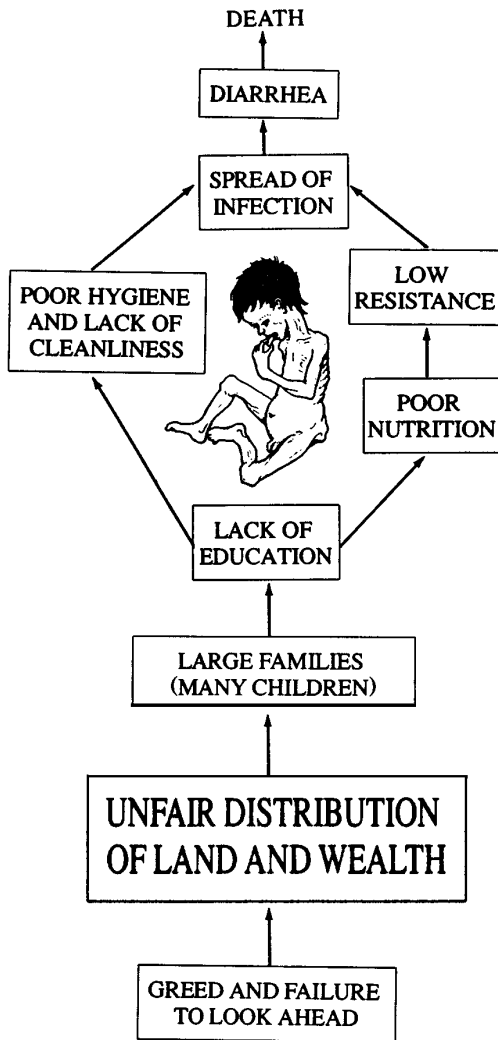 DEATH
DIARRHEA
SPREAD OF
INFECTION
POOR HYGIENE
AND LACK OF
CLEANLINESS
LOW
RESISTANCE
POOR
NUTRITION
LACK OF
EDUCATION
LARGE FAMILIES
(MANY CHILDREN)
UNFAIR DISTRIBUTION
OF LAND AND WEALTH
GREED AND FAILURE
TO LOOK AHEAD